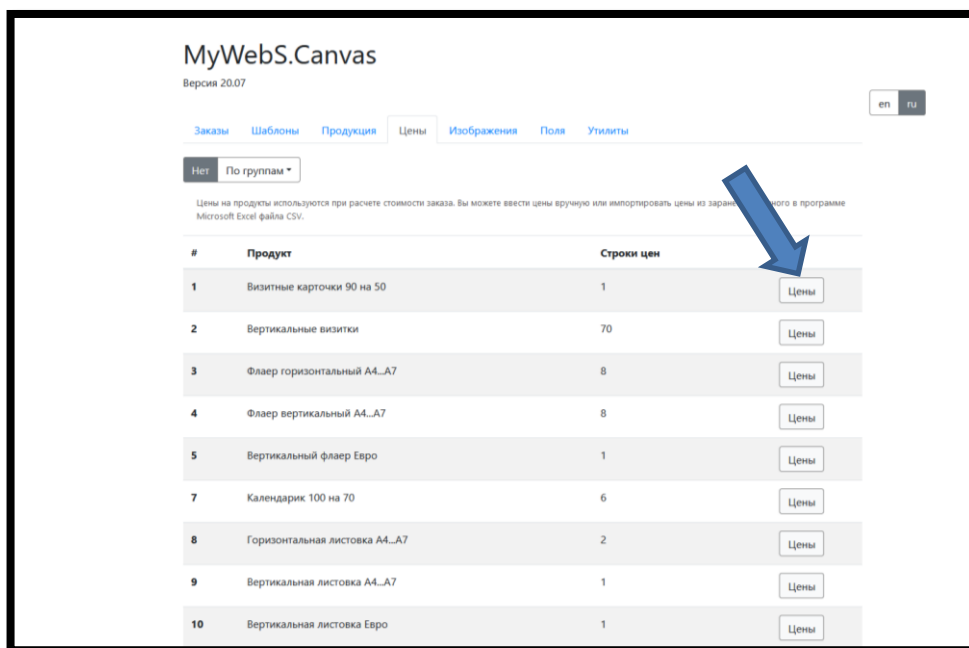 MyWebS.Canvas
Версия 20.07
en ru
Заказы Шаблоны Продукция Цены Изображения Поля Утилиты
Нет По группам
Цены на продукты используются при расчете стоимости заказа. Вы можете ввести цены вручную или импортировать цены из в программе
Microsoft Excel файла CSV.
# Продукт Строки цен
1 Визитные карточки 90 на 50 1 Цены
2 Вертикальные визитки 70 Цены
3 Флаер горизонтальный А4...А7 8 Цены
4 Флаер вертикальный А4...А7 8 Цены
5 Вертикальный флаер Евро 1 Цены
7 Календарик 100 на 70 6 Цены
8 Горизонтальная листовка А4...А7 2 Цены
9 Вертикальная листовка А4...А7 1 Цены
10 Вертикальная листовка Евро 1 Цены